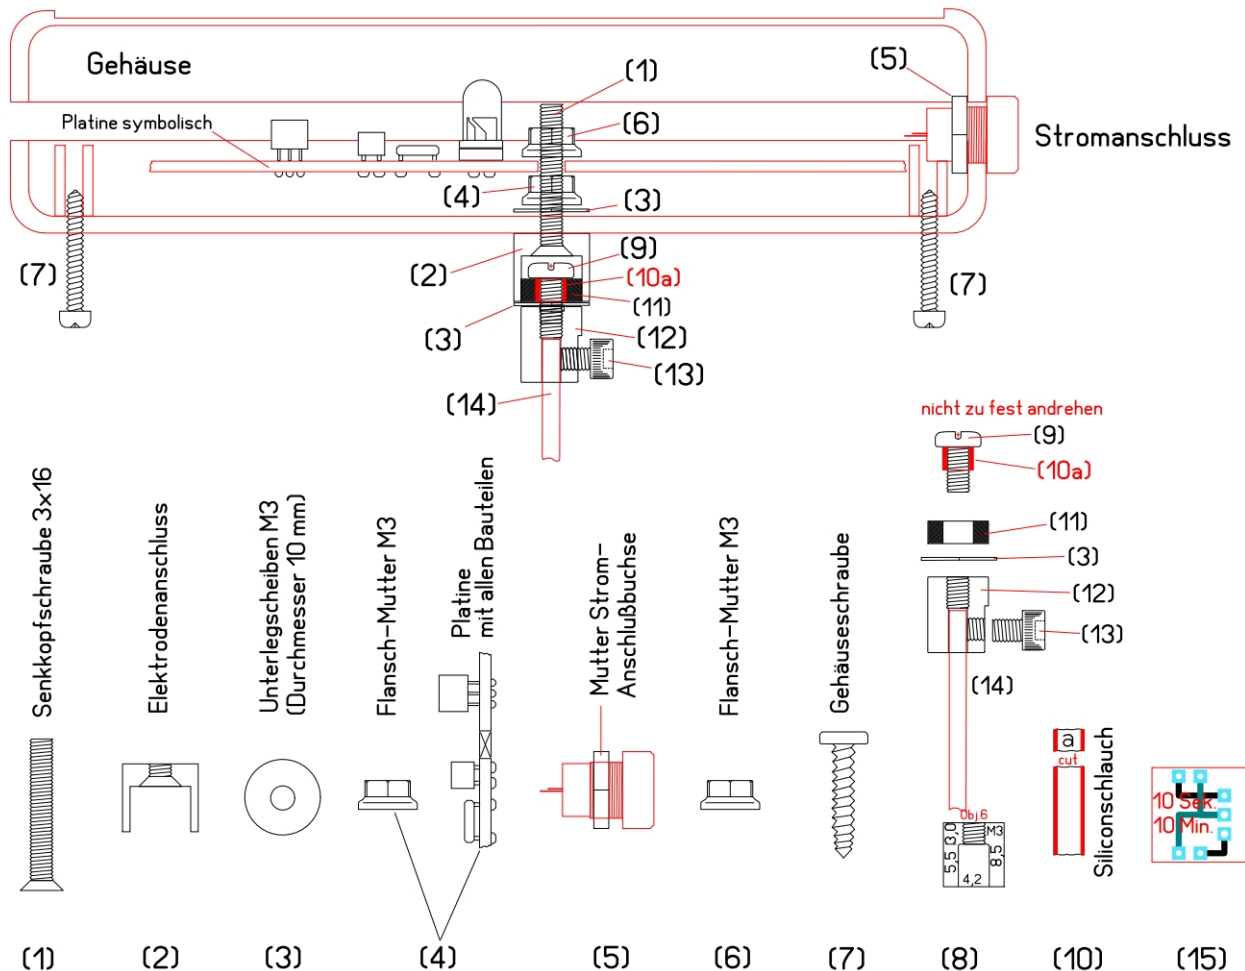 Gehäuse
(1)
(5)
Platine symbolisch
(6)
Stromanschluss
(4)
(3)
(7)
(2)
(9)
(10a)
(11)
(7)
(3)
(12)
(13)
(14)
nicht zu fest andrehen
(9)
(10a)
(11)
(3)
(12)
(13)
(14)
Senkkopfschraube 3x16
Elektrodenanschluss
Unterlegscheiben M3
(Durchmesser 10 mm)
Flansch-Mutter M3
Platine
mit allen Bauteilen
Mutter Strom-
Anschlußbuchse
Flansch-Mutter M3
Gehäuseschraube
Obj.6
5,5 3,0
M3
8,5
4,2
a
cut
Siliconschlauch
10 Sek.
10 Min.
(1)
(2)
(3)
(4)
(5)
(6)
(7)
(8)
(10)
(15)